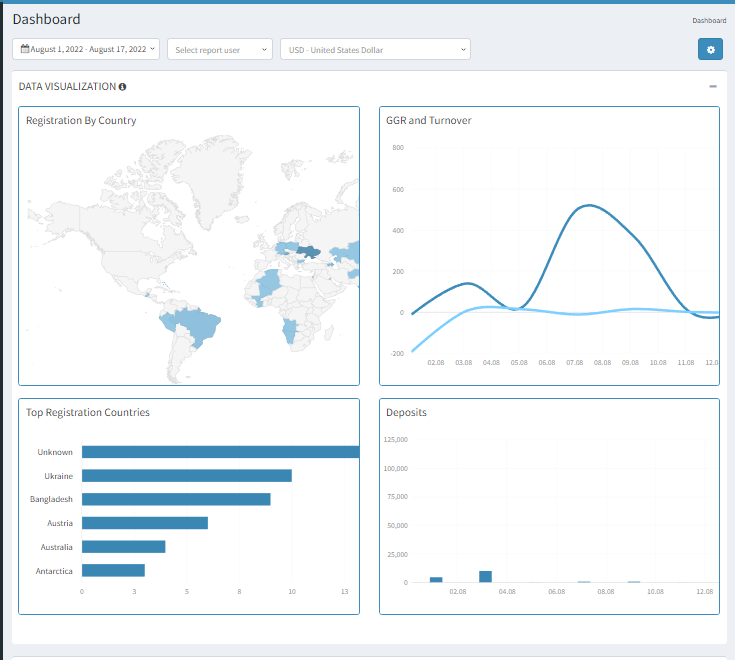 Dashboard
Dashboard
August 1, 2022 - August 17, 2022
Select report user
USD - United States Dollar
DATA VISUALIZATION
Registration By Country
GGR and Turnover
800
600
400
200
0
-200
02.08 03.08 04.08 05.08 06.08 07.08 08.08 09.08 10.08 11.08 12.0
Top Registration Countries
Unknown
Ukraine
Bangladesh
Austria
Australia
Antarctica
0 3 5 8 10 13
Deposits
125,000
100,000
75,000
50,000
25,000
0
02.08 04.08 06.08 08.08 10.08 12.08